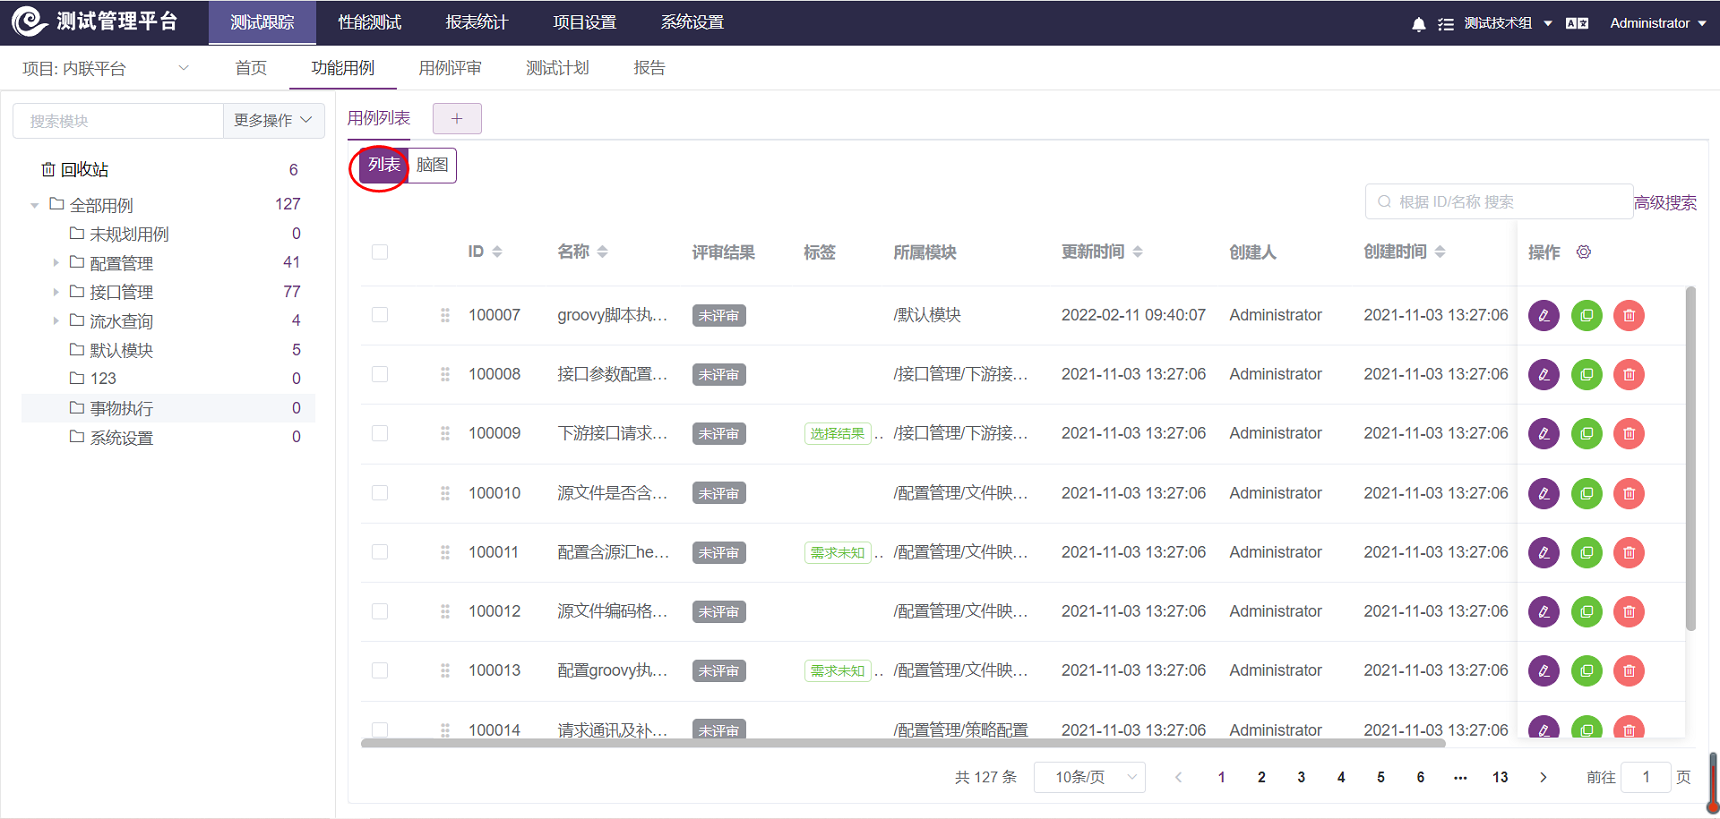 测试管理平台 测试跟踪 性能测试 报表统计 项目设置 系统设置 测试技术组 Administrator
项目: 内联平台 首页 功能用例 用例评审 测试计划 报告
搜索模块 更多操作
回收站 6
全部用例 127
未规划用例 0
配置管理 41
接口管理 77
流水查询 4
默认模块 5
123 0
事物执行 0
系统设置 0
用例列表 +
列表 脑图
根据 ID/名称 搜索 高级搜索
ID 名称 评审结果 标签 所属模块 更新时间 创建人 创建时间 操作
100007 groovy脚本执... 未评审 /默认模块 2022-02-11 09:40:07 Administrator 2021-11-03 13:27:06
100008 接口参数配置... 未评审 /接口管理/下游接... 2021-11-03 13:27:06 Administrator 2021-11-03 13:27:06
100009 下游接口请求... 未评审 选择结果 .. /接口管理/下游接... 2021-11-03 13:27:06 Administrator 2021-11-03 13:27:06
100010 源文件是否含... 未评审 /配置管理/文件映... 2021-11-03 13:27:06 Administrator 2021-11-03 13:27:06
100011 配置含源汇he... 未评审 需求未知 .. /配置管理/文件映... 2021-11-03 13:27:06 Administrator 2021-11-03 13:27:06
100012 源文件编码格... 未评审 /配置管理/文件映... 2021-11-03 13:27:06 Administrator 2021-11-03 13:27:06
100013 配置groovy执... 未评审 需求未知 .. /配置管理/文件映... 2021-11-03 13:27:06 Administrator 2021-11-03 13:27:06
100014 请求通讯及补... 未评审 /配置管理/策略配置 2021-11-03 13:27:06 Administrator 2021-11-03 13:27:06
共 127 条 10条/页 1 2 3 4 5 6 ... 13 前往 1 页